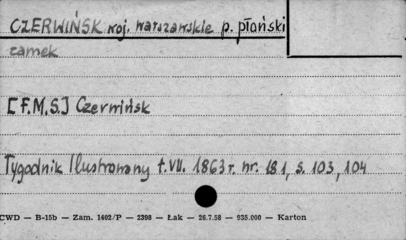 CZERWIŃSK woj. warszawskie p. płoński
zamek
[F.M.S.] Czerwińsk
Tygodnik Ilustrowany t. VII. 1863 r. nr. 181, s. 103, 104
CWD — B-15b — Zam. 1402/P — 2398 — Łak — 26.7.58 — 935.000 — Karton